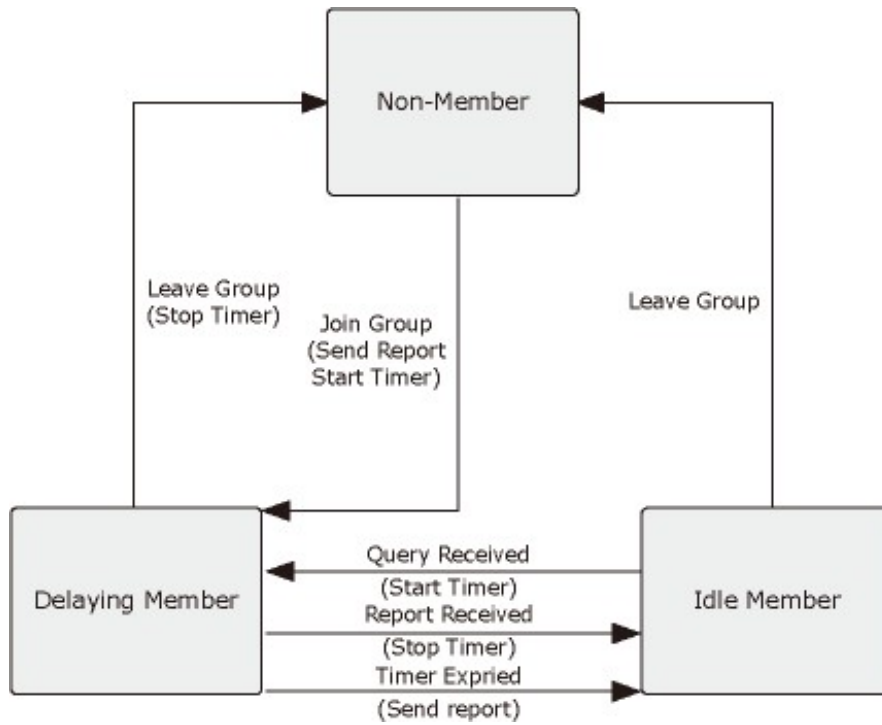 Non-Member
Leave Group
(Stop Timer)
Join Group
(Send Report
Start Timer)
Leave Group
Delaying Member
Query Received
(Start Timer)
Report Received
(Stop Timer)
Timer Expried
(Send report)
Idle Member